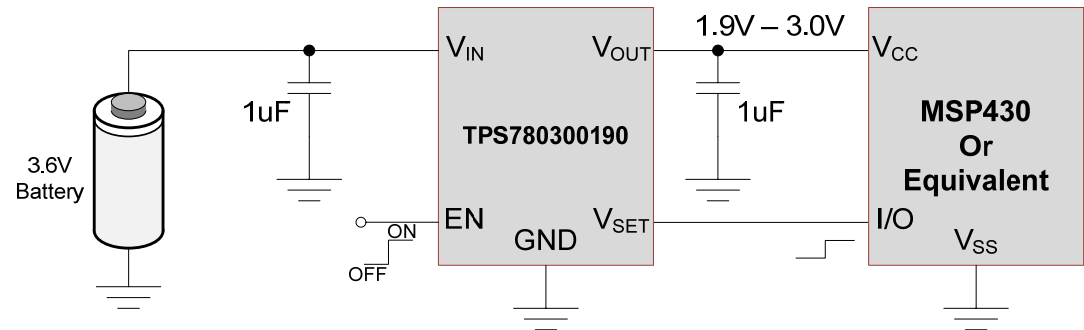 1.9V – 3.0V
V_IN
V_OUT
V_CC
1uF
1uF
TPS780300190
MSP430
Or
Equivalent
3.6V
Battery
EN
V_SET
I/O
ON
OFF
GND
V_SS